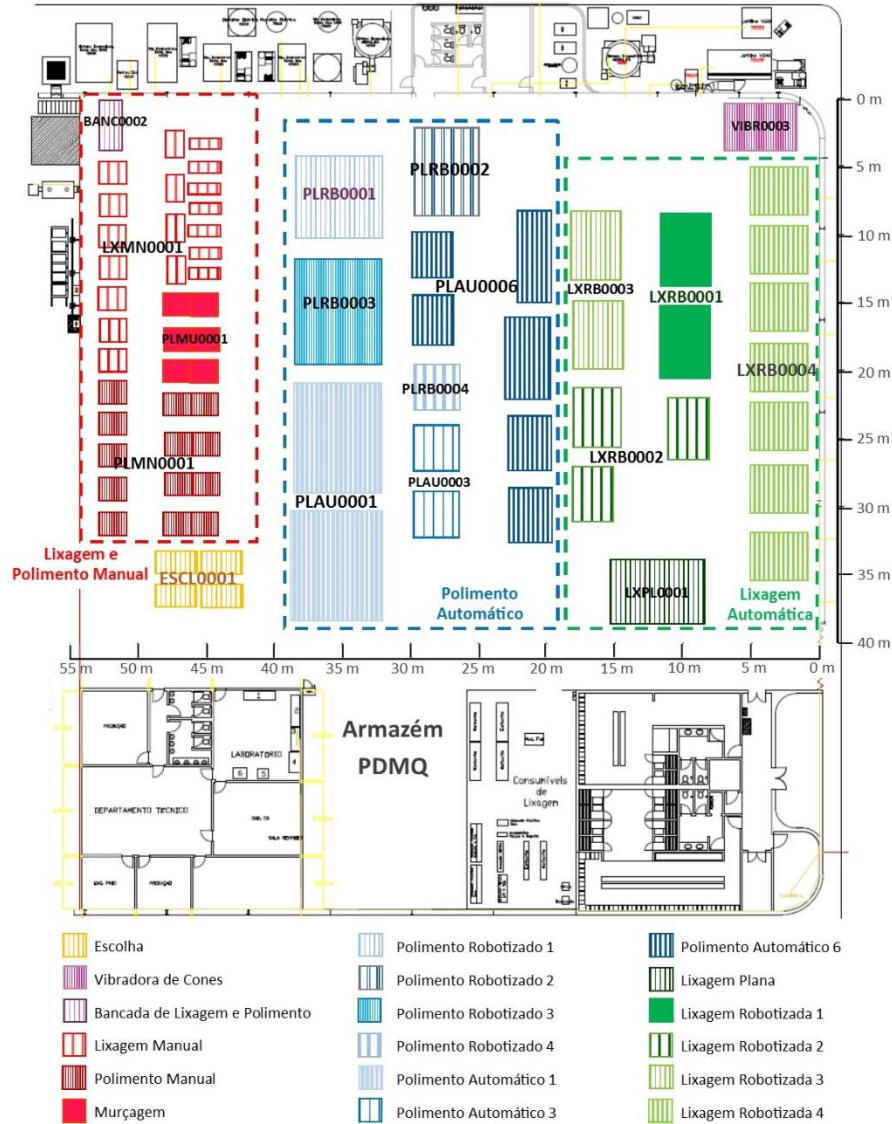 BANC0002
VIBR0003
0 m
PLRB0001
PLRB0002
5 m
LXMN0001
10 m
PLAU0006
LXRB0003
LXRB0001
PLRB0003
15 m
PLMU0001
PLRB0004
LXRB0004
20 m
PLMN0001
LXRB0002
25 m
PLAU0003
PLAU0001
30 m
Lixagem e
Polimento Manual
ESCL0001
Polimento
Automático
LXPL0001
Lixagem
Automática
35 m
40 m
55 m
50 m
45 m
40 m
35 m
30 m
25 m
20 m
15 m
10 m
5 m
0 m
LABORATORIO
1
4
6
5
DEPARTAMENTO TECNICO
PRODUÇÃO
Armazém
PDMQ
Consumíveis
de
Lixagem
Escolha
Vibradora de Cones
Bancada de Lixagem e Polimento
Lixagem Manual
Polimento Manual
Murçagem
Polimento Robotizado 1
Polimento Robotizado 2
Polimento Robotizado 3
Polimento Robotizado 4
Polimento Automático 1
Polimento Automático 3
Polimento Automático 6
Lixagem Plana
Lixagem Robotizada 1
Lixagem Robotizada 2
Lixagem Robotizada 3
Lixagem Robotizada 4